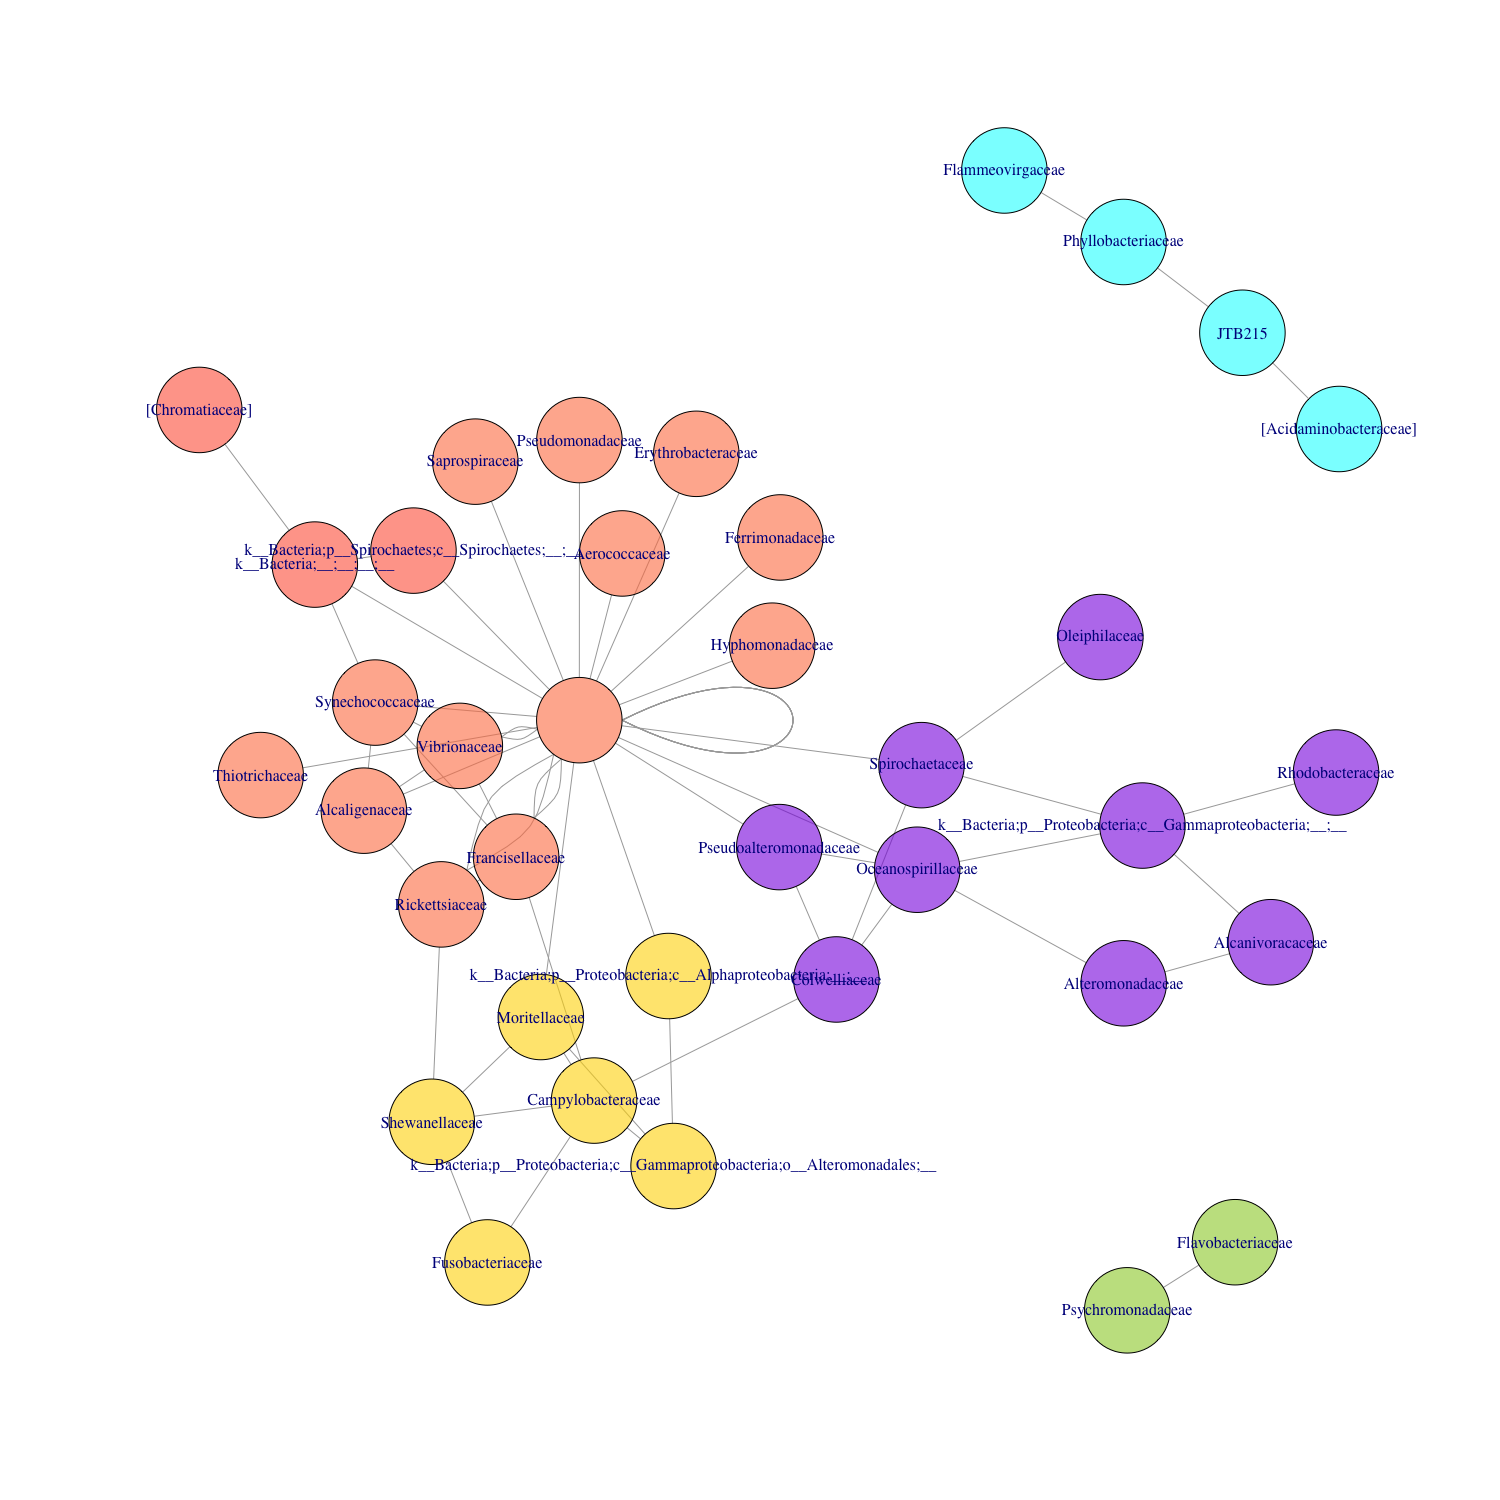 Flammeovirgaceae
Phyllobacteriaceae
JTB215
[Chromatiaceae]
[Acidaminobacteraceae]
Pseudomonadaceae
Erythrobacteraceae
Saprospiraceae
Ferrimonadaceae
k__Bacteria;p__Spirochaetes;c__Spirochaetes;__;__
Aerococcaceae
k__Bacteria;__;__;__;__
Oleiphilaceae
Hyphomonadaceae
Synechococcaceae
Vibrionaceae
Spirochaetaceae
Rhodobacteraceae
Thiotrichaceae
Alcaligenaceae
k__Bacteria;p__Proteobacteria;c__Gammaproteobacteria;__;__
Pseudoalteromonadaceae
Francisellaceae
Oceanospirillaceae
Rickettsiaceae
Alcanivoracaceae
k__Bacteria;p__Proteobacteria;c__Alphaproteobacteria;__;__
Colwelliaceae
Alteromonadaceae
Moritellaceae
Campylobacteraceae
Shewanellaceae
k__Bacteria;p__Proteobacteria;c__Gammaproteobacteria;o__Alteromonadales;__
Flavobacteriaceae
Fusobacteriaceae
Psychromonadaceae